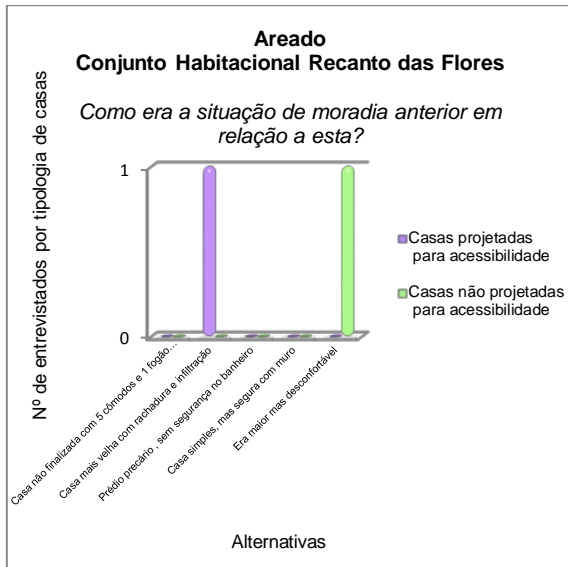 Areado
Conjunto Habitacional Recanto das Flores
Como era a situação de moradia anterior em
relação a esta?
Nº de entrevistados por tipologia de casas
1
0
Casas projetadas
para acessibilidade
Casas não projetadas
para acessibilidade
Casa não finalizada com 5 cômodos e 1 fogão…
Casa mais velha com rachadura e infiltração
Prédio precário , sem segurança no banheiro
Casa simples, mas segura com muro
Era maior mas desconfortável
Alternativas